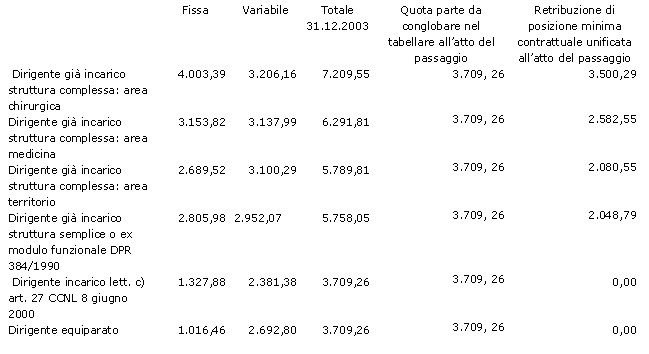 Fissa Variabile Totale 31.12.2003 Quota parte da conglobare nel tabellare all'atto del passaggio Retribuzione di posizione minima contrattuale unificata all'atto del passaggio
Dirigente già incarico struttura complessa: area chirurgica 4.003,39 3.206,16 7.209,55 3.709, 26 3.500,29
Dirigente già incarico struttura complessa: area medicina 3.153,82 3.137,99 6.291,81 3.709, 26 2.582,55
Dirigente già incarico struttura complessa: area territorio 2.689,52 3.100,29 5.789,81 3.709, 26 2.080,55
Dirigente già incarico struttura semplice o ex modulo funzionale DPR 384/1990 2.805,98 2.952,07 5.758,05 3.709, 26 2.048,79
Dirigente incarico lett. c) art. 27 CCNL 8 giugno 2000 1.327,88 2.381,38 3.709,26 3.709, 26 0,00
Dirigente equiparato 1.016,46 2.692,80 3.709,26 3.709, 26 0,00